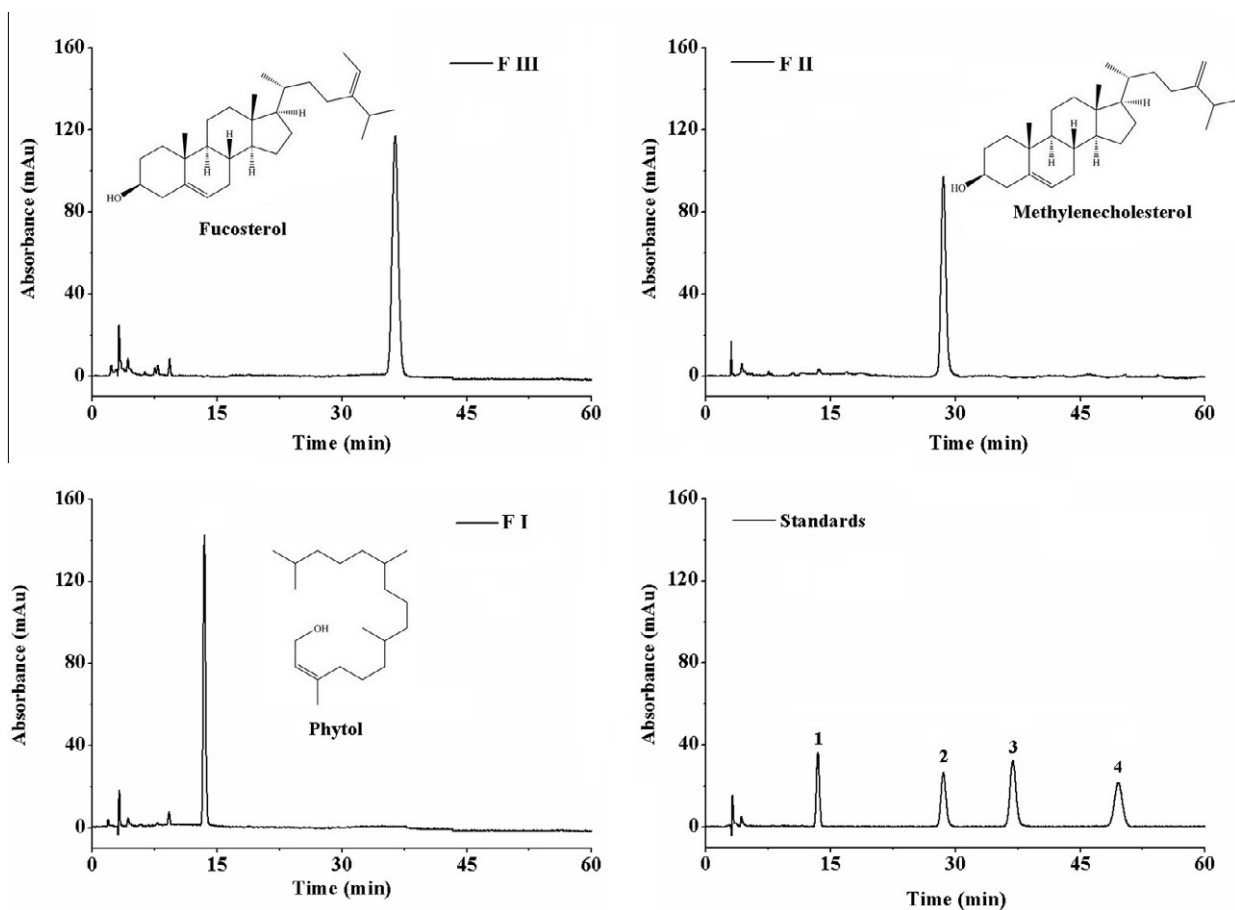 160
120
80
40
0
Absorbance (mAu)
F III
H
H
H
H
HO
Fucosterol
0
15
30
45
60
Time (min)
160
120
80
40
0
Absorbance (mAu)
F II
H
H
H
H
HO
Methylenecholesterol
0
15
30
45
60
Time (min)
160
120
80
40
0
Absorbance (mAu)
F I
OH
Phytol
0
15
30
45
60
Time (min)
160
120
80
40
0
Absorbance (mAu)
Standards
1
2
3
4
0
15
30
45
60
Time (min)